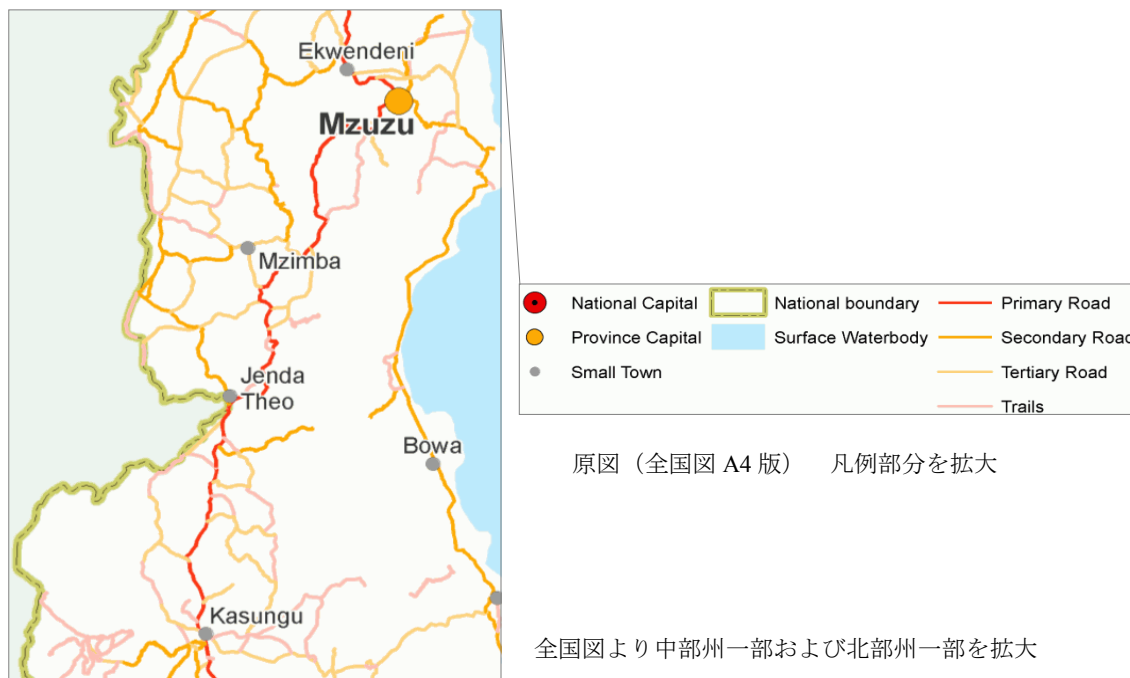 Ekwendeni
Mzuzu
Mzimba
Jenda
Theo
Bowa
Kasungu
National Capital National boundary Primary Road
Province Capital Surface Waterbody Secondary Road
Small Town Tertiary Road
Trails
原図（全国図 A4 版） 凡例部分を拡大
全国図より中部州一部および北部州一部を拡大